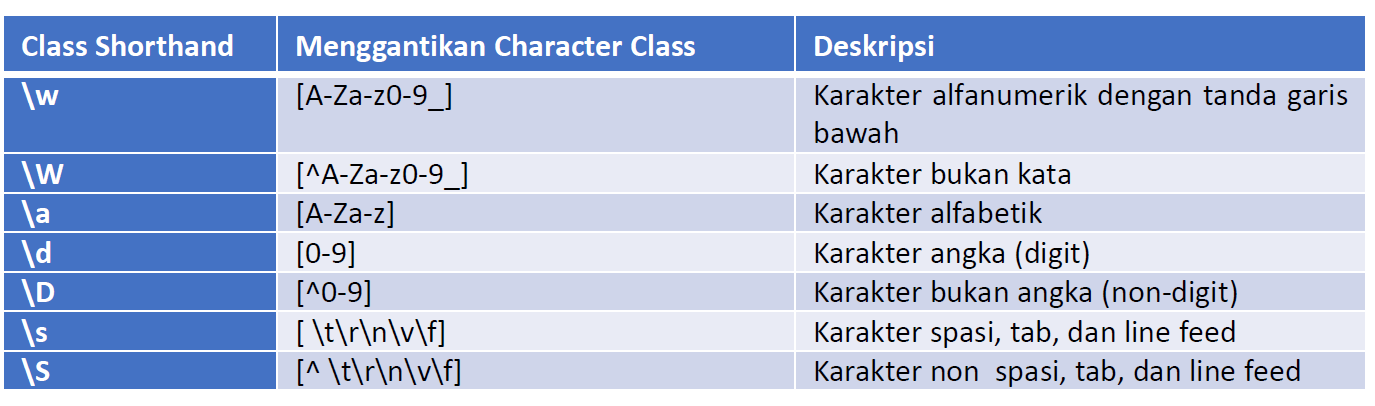 Class Shorthand Menggantikan Character Class Deskripsi
\w [A-Za-z0-9_] Karakter alfanumerik dengan tanda garis
bawah
\W [^A-Za-z0-9_] Karakter bukan kata
\a [A-Za-z] Karakter alfabetik
\d [0-9] Karakter angka (digit)
\D [^0-9] Karakter bukan angka (non-digit)
\s [ \t\r\n\v\f] Karakter spasi, tab, dan line feed
\S [^ \t\r\n\v\f] Karakter non  spasi, tab, dan line feed